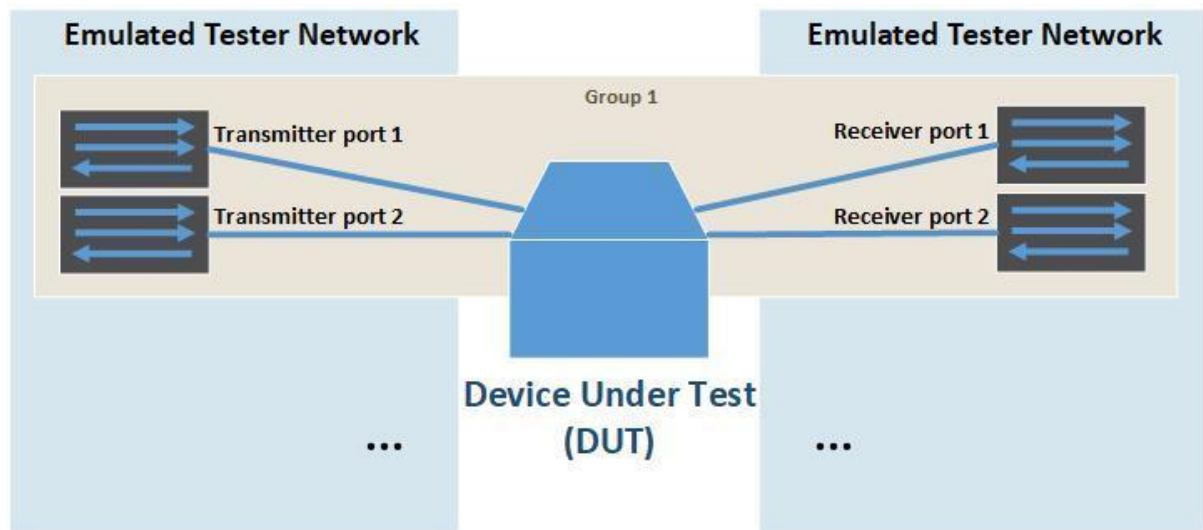 Emulated Tester Network
Emulated Tester Network
Group 1
Transmitter port 1
Receiver port 1
Transmitter port 2
Receiver port 2
Device Under Test
(DUT)
...
...